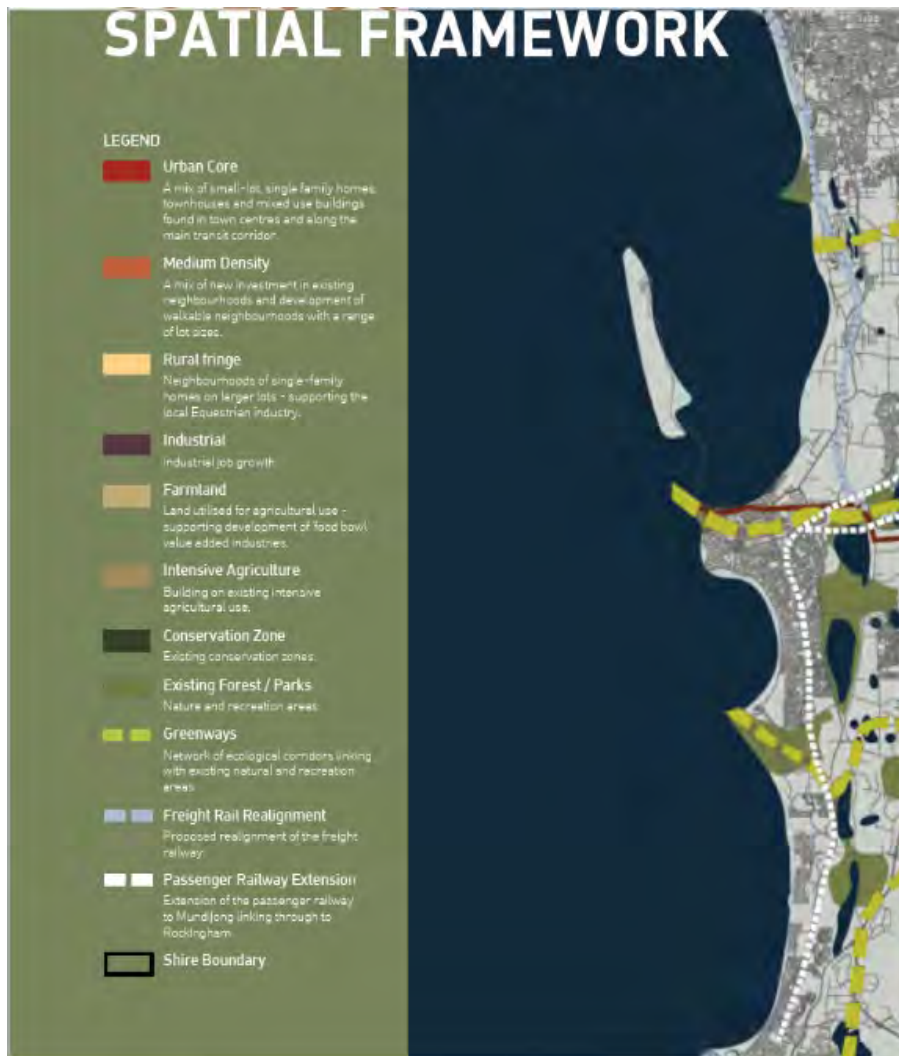 SPATIAL FRAMEWORK
LEGEND
Urban Core
A mix of small-lot, single family homes,
townhouses and mixed use buildings
found in town centres and along the
main transit corridor.
Medium Density
A mix of new investment in existing
neighbourhoods and development of
walkable neighbourhoods with a range
of lot sizes.
Rural fringe
Neighbourhoods of single-family
homes on larger lots - supporting the
local Equestrian industry.
Industrial
Industrial job growth.
Farmland
Land utilised for agricultural use -
supporting development of food bowl
value added industries.
Intensive Agriculture
Building on existing intensive
agricultural use.
Conservation Zone
Existing conservation zones.
Existing Forest / Parks
Nature and recreation areas.
Greenways
Network of ecological corridors linking
with existing natural and recreation
areas.
Freight Rail Realignment
Proposed realignment of the freight
railway.
Passenger Railway Extension
Extension of the passenger railway
to Mundijong linking through to
Rockingham.
Shire Boundary